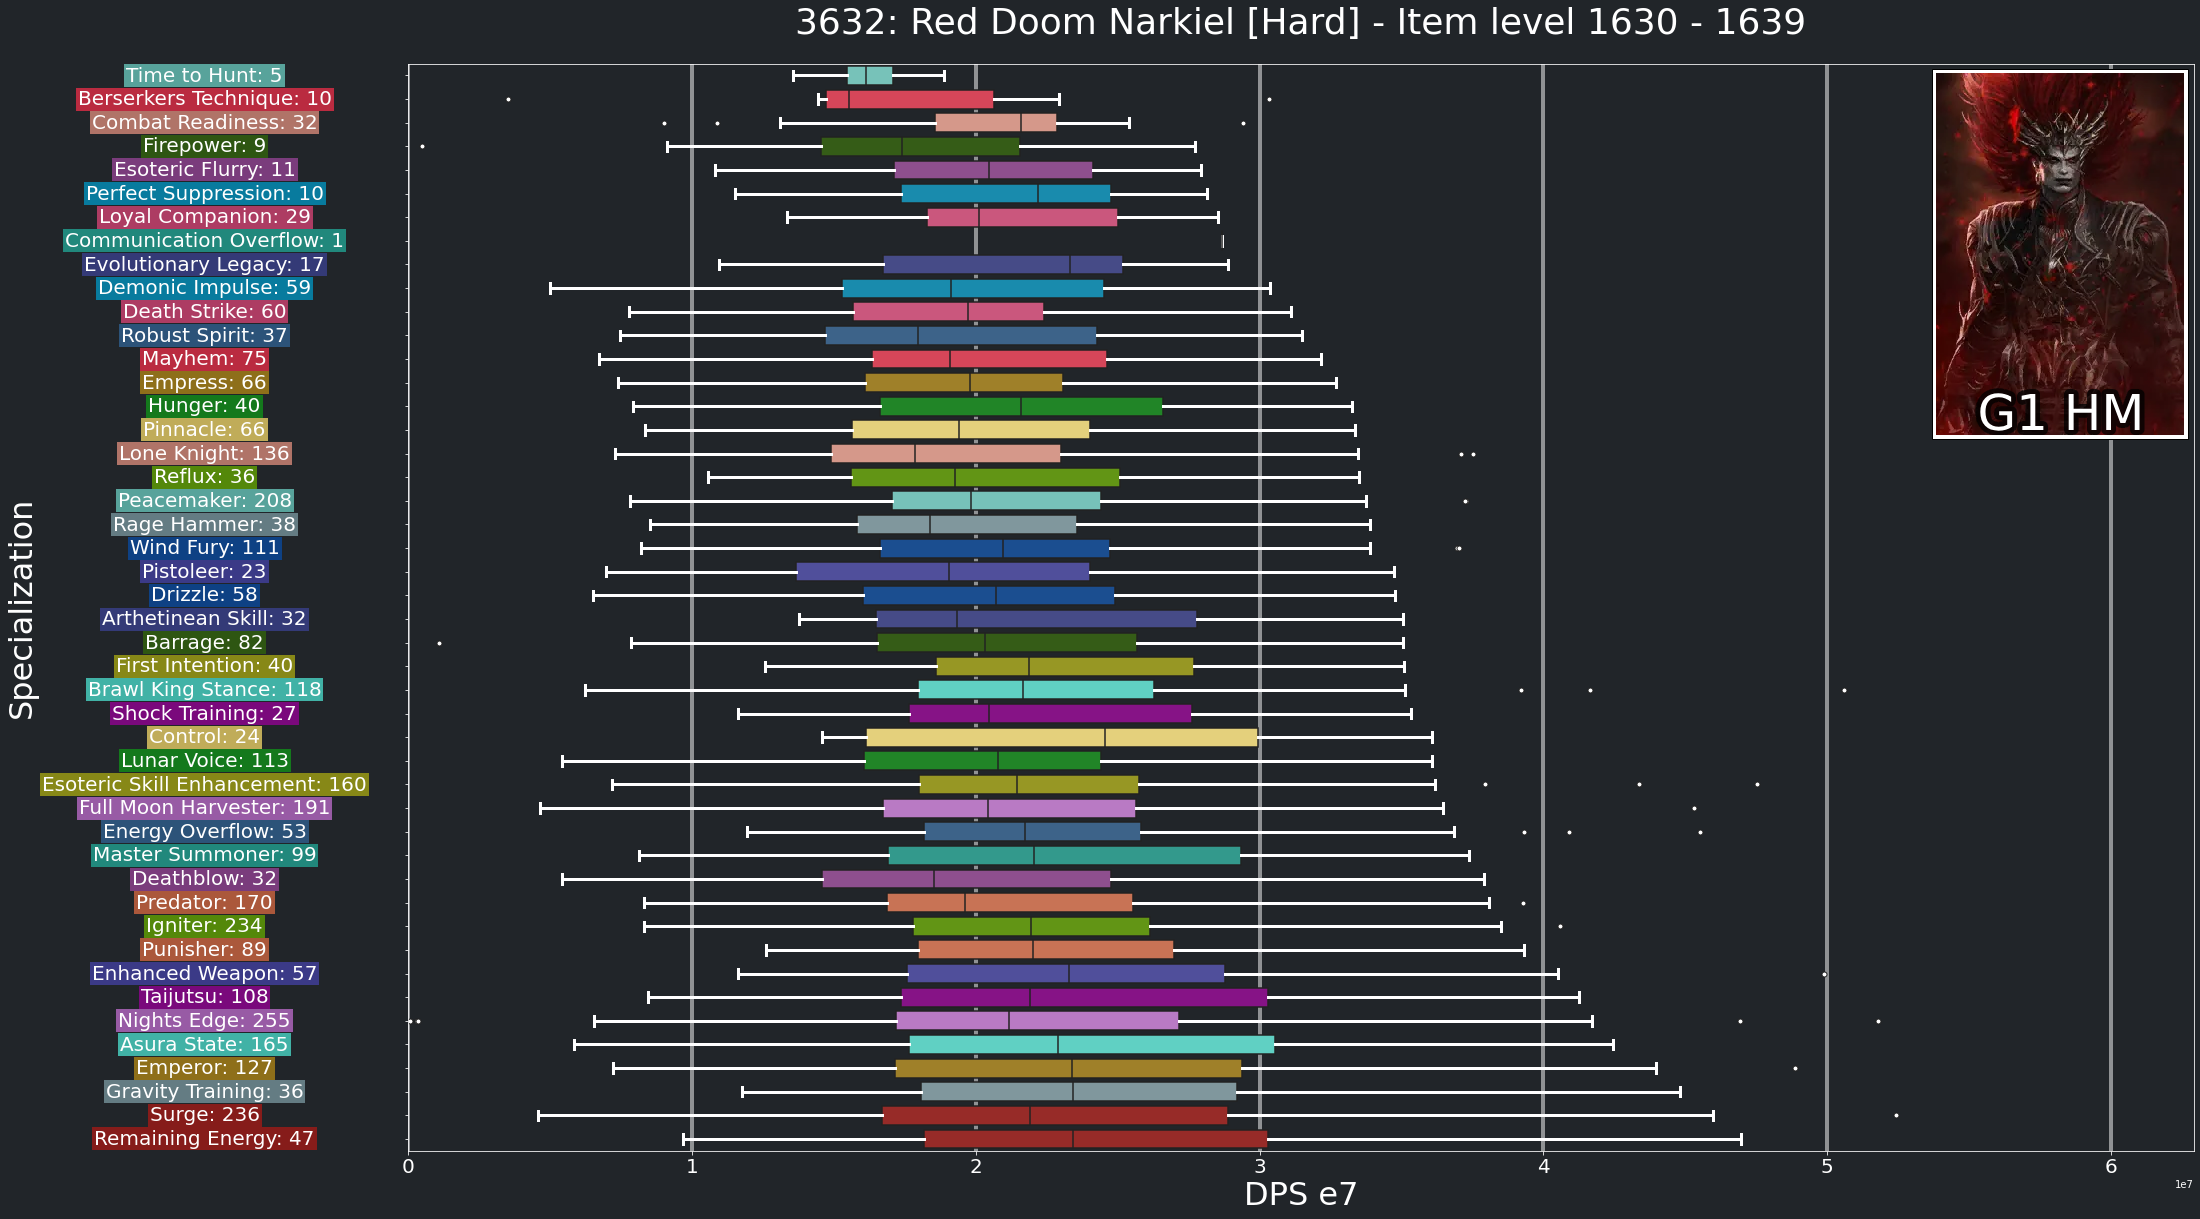 3632: Red Doom Narkiel [Hard] - Item level 1630 - 1639
Specialization
Time to Hunt: 5
Berserkers Technique: 10
Combat Readiness: 32
Firepower: 9
Esoteric Flurry: 11
Perfect Suppression: 10
Loyal Companion: 29
Communication Overflow: 1
Evolutionary Legacy: 17
Demonic Impulse: 59
Death Strike: 60
Robust Spirit: 37
Mayhem: 75
Empress: 66
Hunger: 40
Pinnacle: 66
Lone Knight: 136
Reflux: 36
Peacemaker: 208
Rage Hammer: 38
Wind Fury: 111
Pistoleer: 23
Drizzle: 58
Arthetinean Skill: 32
Barrage: 82
First Intention: 40
Brawl King Stance: 118
Shock Training: 27
Control: 24
Lunar Voice: 113
Esoteric Skill Enhancement: 160
Full Moon Harvester: 191
Energy Overflow: 53
Master Summoner: 99
Deathblow: 32
Predator: 170
Igniter: 234
Punisher: 89
Enhanced Weapon: 57
Taijutsu: 108
Nights Edge: 255
Asura State: 165
Emperor: 127
Gravity Training: 36
Surge: 236
Remaining Energy: 47
G1 HM
0 1 2 3 4 5 6
DPS e7
1e7